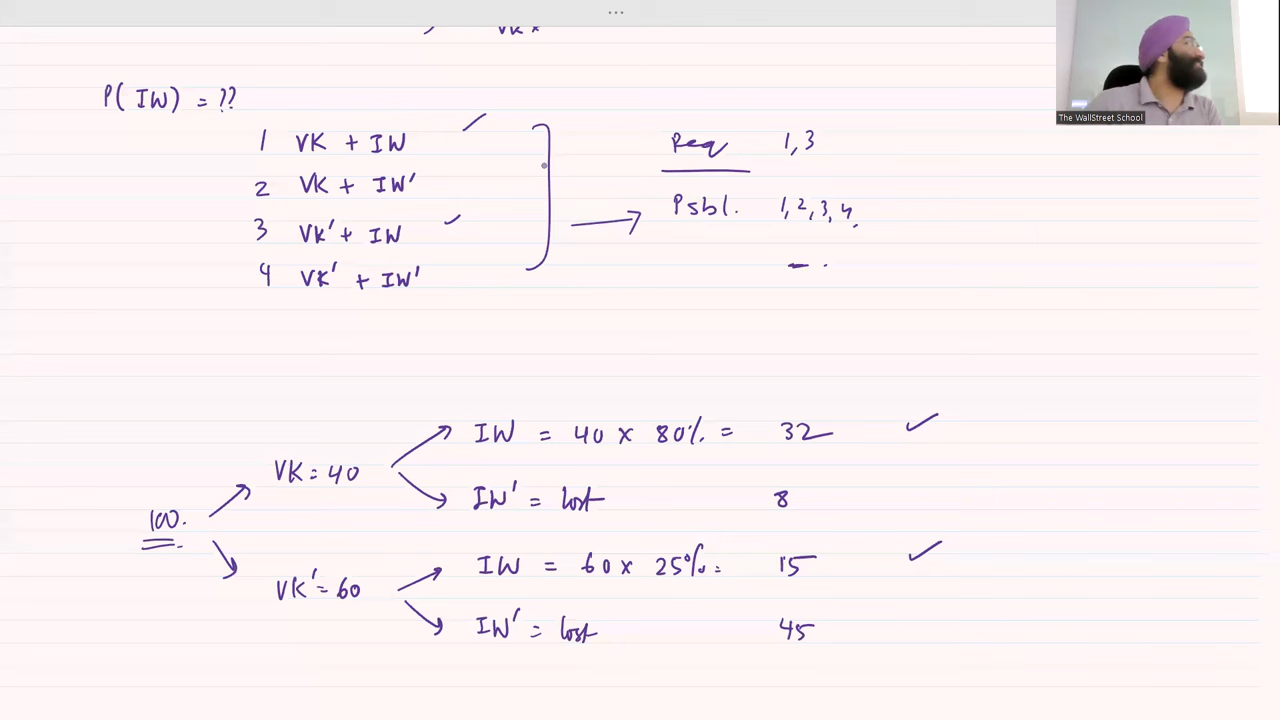 VK x
P( IW) = ??
1 VK + IW
2 VK + IW'
3 VK' + IW
4 VK' + IW'
Req 1, 3
Psbl. 1, 2, 3, 4.
The WallStreet School
100.
VK = 40
IW = 40 x 80% = 32
IW' = lost 8
VK' = 60
IW = 60 x 25% = 15
IW' = lost 45